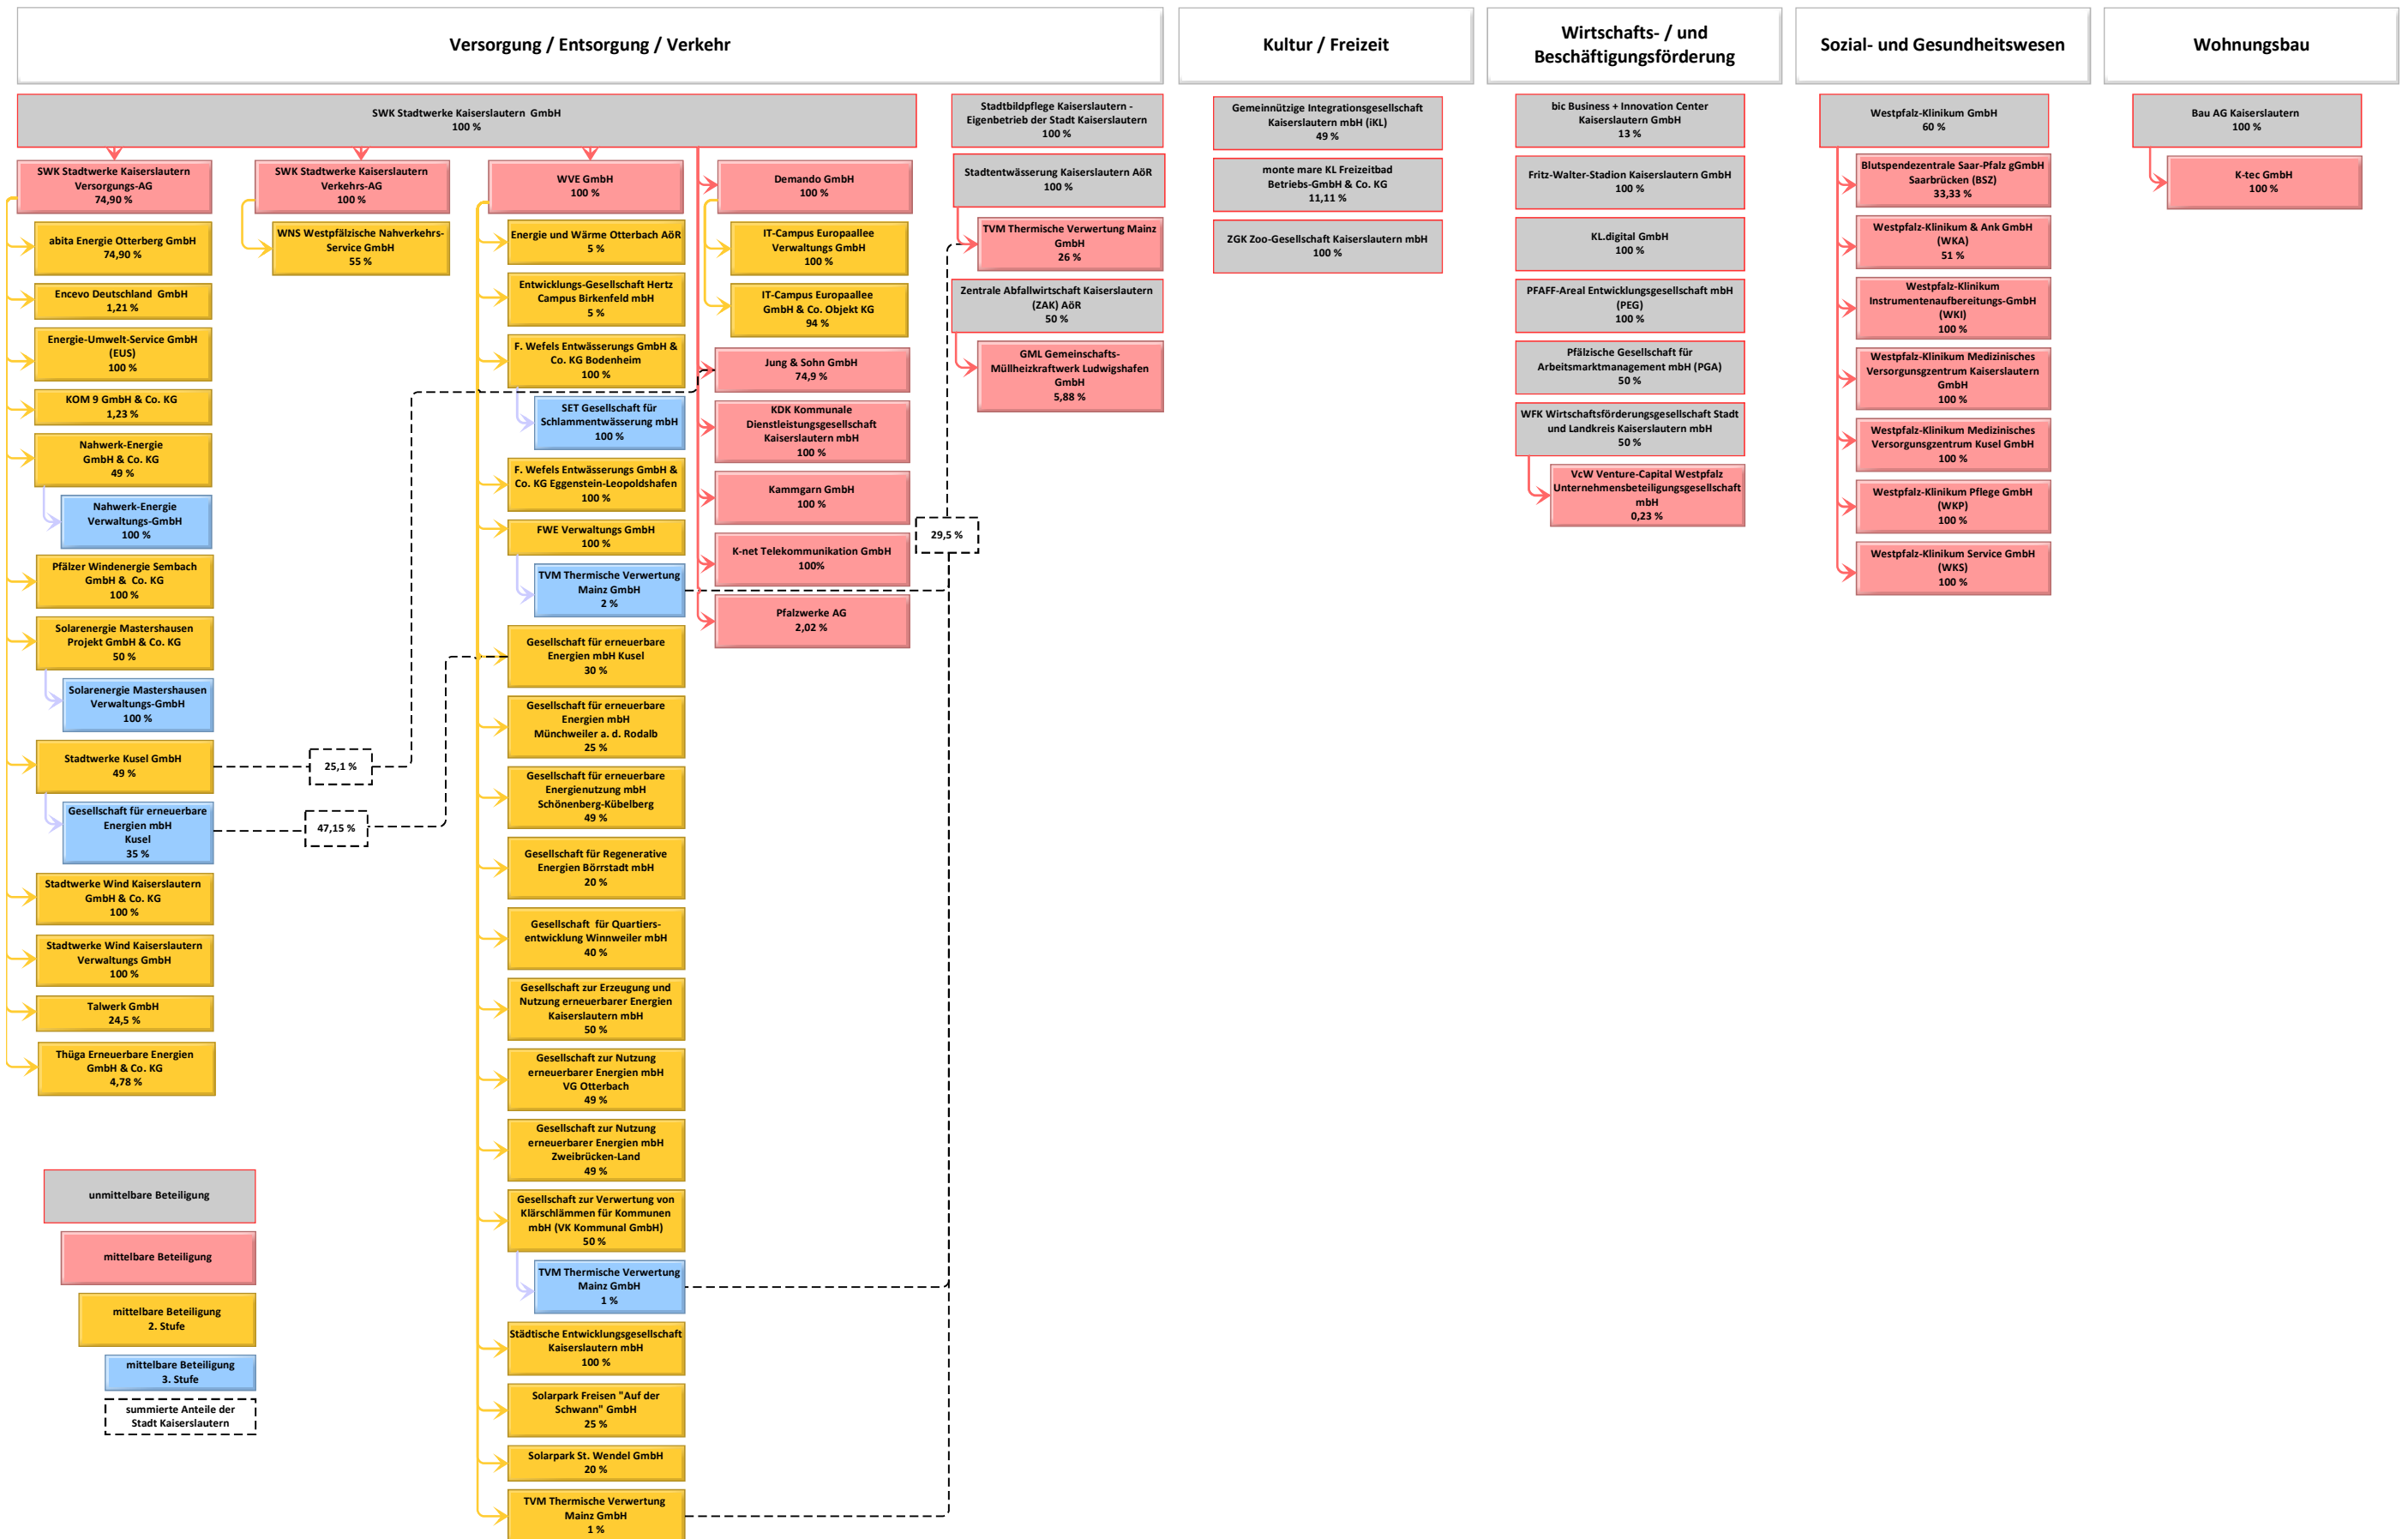 Versorgung / Entsorgung / Verkehr
Kultur / Freizeit
Wirtschafts- / und
Beschäftigungsförderung
Sozial- und Gesundheitswesen
Wohnungsbau
SWK Stadtwerke Kaiserslautern GmbH
100 %
SWK Stadtwerke Kaiserslautern
Versorgungs-AG
74,90 %
abita Energie Otterberg GmbH
74,90 %
Encevo Deutschland GmbH
1,21 %
Energie-Umwelt-Service GmbH
(EUS)
100 %
KOM 9 GmbH & Co. KG
1,23 %
Nahwerk-Energie
GmbH & Co. KG
49 %
Nahwerk-Energie
Verwaltungs-GmbH
100 %
Pfälzer Windenergie Sembach
GmbH & Co. KG
100 %
Solarenergie Mastershausen
Projekt GmbH & Co. KG
50 %
Solarenergie Mastershausen
Verwaltungs-GmbH
100 %
Stadtwerke Kusel GmbH
49 %
25,1 %
Gesellschaft für erneuerbare
Energien mbH
Kusel
35 %
47,15 %
Stadtwerke Wind Kaiserslautern
GmbH & Co. KG
100 %
Stadtwerke Wind Kaiserslautern
Verwaltungs GmbH
100 %
Talwerk GmbH
24,5 %
Thüga Erneuerbare Energien
GmbH & Co. KG
4,78 %
SWK Stadtwerke Kaiserslautern
Verkehrs-AG
100 %
WNS Westpfälzische Nahverkehrs-
Service GmbH
55 %
WVE GmbH
100 %
Energie und Wärme Otterbach AöR
5 %
Entwicklungs-Gesellschaft Hertz
Campus Birkenfeld mbH
5 %
F. Wefels Entwässerungs GmbH &
Co. KG Bodenheim
100 %
SET Gesellschaft für
Schlammentwässerung mbH
100 %
F. Wefels Entwässerungs GmbH &
Co. KG Eggenstein-Leopoldshafen
100 %
FWE Verwaltungs GmbH
100 %
TVM Thermische Verwertung
Mainz GmbH
2 %
Gesellschaft für erneuerbare
Energien mbH Kusel
30 %
Gesellschaft für erneuerbare
Energien mbH
Münchweiler a. d. Rodalb
25 %
Gesellschaft für erneuerbare
Energienutzung mbH
Schönenberg-Kübelberg
49 %
Gesellschaft für Regenerative
Energien Börrstadt mbH
20 %
Gesellschaft für Quartiers-
entwicklung Winnweiler mbH
40 %
Gesellschaft zur Erzeugung und
Nutzung erneuerbarer Energien
Kaiserslautern mbH
50 %
Gesellschaft zur Nutzung
erneuerbarer Energien mbH
VG Otterbach
49 %
Gesellschaft zur Nutzung
erneuerbarer Energien mbH
Zweibrücken-Land
49 %
Gesellschaft zur Verwertung von
Klärschlämmen für Kommunen
mbH (VK Kommunal GmbH)
50 %
TVM Thermische Verwertung
Mainz GmbH
1 %
Städtische Entwicklungsgesellschaft
Kaiserslautern mbH
100 %
Solarpark Freisen "Auf der
Schwann" GmbH
25 %
Solarpark St. Wendel GmbH
20 %
TVM Thermische Verwertung
Mainz GmbH
1 %
Demando GmbH
100 %
IT-Campus Europaallee
Verwaltungs GmbH
100 %
IT-Campus Europaallee
GmbH & Co. Objekt KG
94 %
Jung & Sohn GmbH
74,9 %
KDK Kommunale
Dienstleistungsgesellschaft
Kaiserslautern mbH
100 %
Kammgarn GmbH
100 %
K-net Telekommunikation GmbH
100%
Pfalzwerke AG
2,02 %
29,5 %
Stadtbildpflege Kaiserslautern -
Eigenbetrieb der Stadt Kaiserslautern
100 %
Stadtentwässerung Kaiserslautern AöR
100 %
TVM Thermische Verwertung Mainz
GmbH
26 %
Zentrale Abfallwirtschaft Kaiserslautern
(ZAK) AöR
50 %
GML Gemeinschafts-
Müllheizkraftwerk Ludwigshafen
GmbH
5,88 %
Gemeinnützige Integrationsgesellschaft
Kaiserslautern mbH (iKL)
49 %
monte mare KL Freizeitbad
Betriebs-GmbH & Co. KG
11,11 %
ZGK Zoo-Gesellschaft Kaiserslautern mbH
100 %
bic Business + Innovation Center
Kaiserslautern GmbH
13 %
Fritz-Walter-Stadion Kaiserslautern GmbH
100 %
KL.digital GmbH
100 %
PFAFF-Areal Entwicklungsgesellschaft mbH
(PEG)
100 %
Pfälzische Gesellschaft für
Arbeitsmarktmanagement mbH (PGA)
50 %
WFK Wirtschaftsförderungsgesellschaft Stadt
und Landkreis Kaiserslautern mbH
50 %
VcW Venture-Capital Westpfalz
Unternehmensbeteiligungsgesellschaft
mbH
0,23 %
Westpfalz-Klinikum GmbH
60 %
Blutspendezentrale Saar-Pfalz gGmbH
Saarbrücken (BSZ)
33,33 %
Westpfalz-Klinikum & Ank GmbH
(WKA)
51 %
Westpfalz-Klinikum
Instrumentenaufbereitungs-GmbH
(WKI)
100 %
Westpfalz-Klinikum Medizinisches
Versorgungszentrum Kaiserslautern
GmbH
100 %
Westpfalz-Klinikum Medizinisches
Versorgungszentrum Kusel GmbH
100 %
Westpfalz-Klinikum Pflege GmbH
(WKP)
100 %
Westpfalz-Klinikum Service GmbH
(WKS)
100 %
Bau AG Kaiserslautern
100 %
K-tec GmbH
100 %
unmittelbare Beteiligung
mittelbare Beteiligung
mittelbare Beteiligung
2. Stufe
mittelbare Beteiligung
3. Stufe
summierte Anteile der
Stadt Kaiserslautern